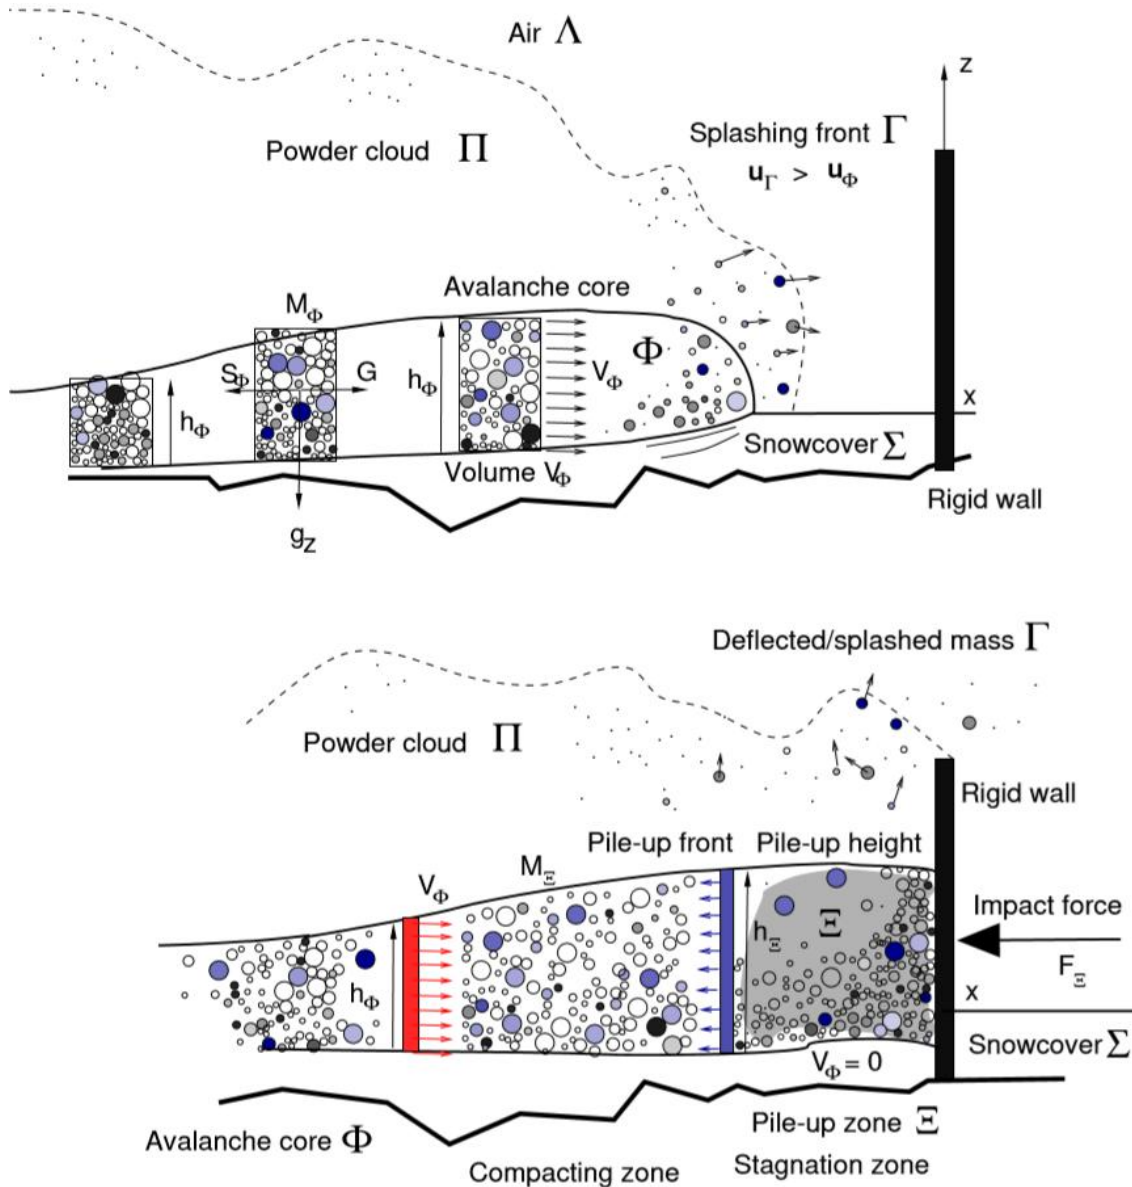 Air Λ
z
Splashing front Γ
Powder cloud Π
u_Γ > u_Φ
Avalanche core
M_Φ
Φ
S_Φ
G
h_Φ
V_Φ
h_Φ
x
Snowcover Σ
Volume V_Φ
Rigid wall
g_z
Deflected/splashed mass Γ
Powder cloud Π
Rigid wall
Pile-up front
Pile-up height
M_Ξ
V_Φ
Impact force
Ξ
h_Ξ
F_Ξ
h_Φ
x
Snowcover Σ
V_Φ = 0
Pile-up zone Ξ
Avalanche core Φ
Stagnation zone
Compacting zone